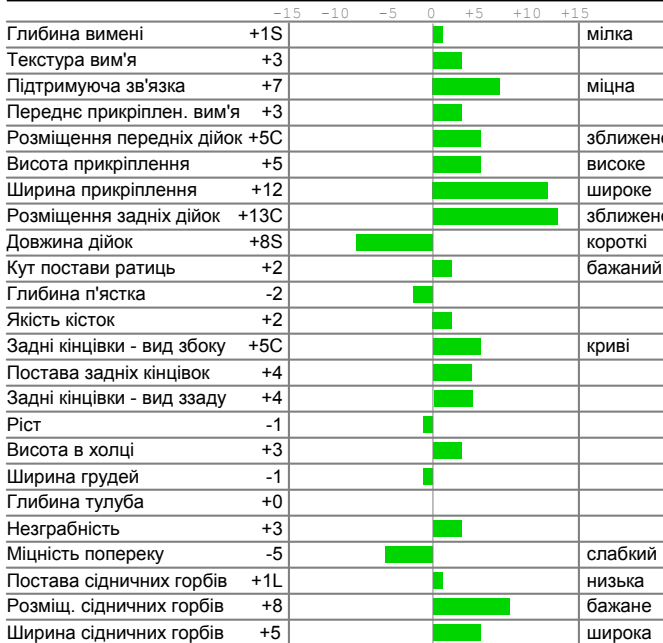 -15 -10 -5 0 +5 +10 +15
Глибина вимені +1S мілка
Текстура вим'я +3
Підтримуюча зв'язка +7 міцна
Переднє прикріплен. вим'я +3
Розміщення передніх дійок +5C зближено
Висота прикріплення +5 високе
Ширина прикріплення +12 широке
Розміщення задніх дійок +13C зближено
Довжина дійок +8S короткі
Кут постави ратиць +2 бажаний
Глибина п'ястка -2
Якість кісток +2
Задні кінцівки - вид збоку +5C криві
Постава задніх кінцівок +4
Задні кінцівки - вид ззаду +4
Ріст -1
Висота в холці +3
Ширина грудей -1
Глибина тулуба +0
Незграбність +3
Міцність попереку -5 слабкий
Постава сідничних горбів +1L низька
Розміщ. сідничних горбів +8 бажане
Ширина сідничних горбів +5 широка